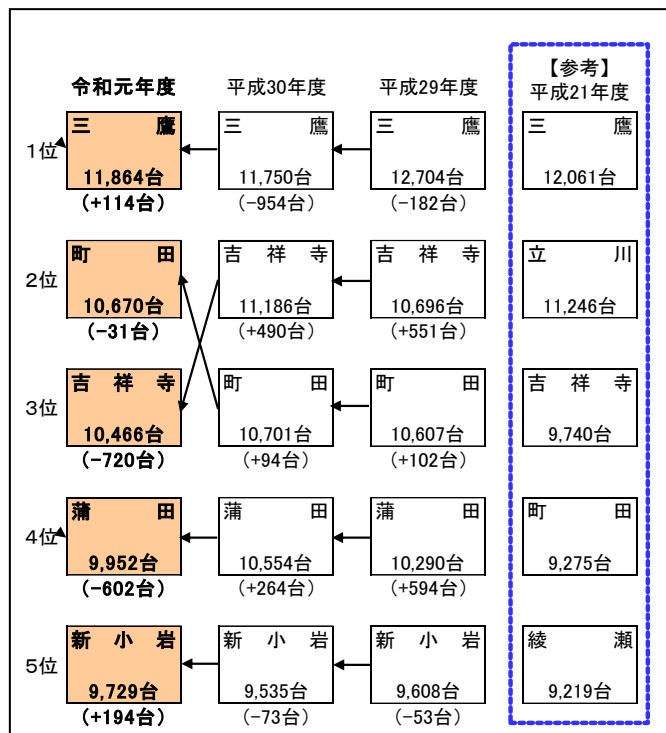 令和元年度 平成30年度 平成29年度 【参考】
平成21年度
1位
三鷹 三鷹 三鷹 三鷹
11,864台 11,750台 12,704台 12,061台
(+114台) (-954台) (-182台)
2位
町田 吉祥寺 吉祥寺 立川
10,670台 11,186台 10,696台 11,246台
(-31台) (+490台) (+551台)
3位
吉祥寺 町田 町田 吉祥寺
10,466台 10,701台 10,607台 9,740台
(-720台) (+94台) (+102台)
4位
蒲田 蒲田 蒲田 町田
9,952台 10,554台 10,290台 9,275台
(-602台) (+264台) (+594台)
5位
新小岩 新小岩 新小岩 綾瀬
9,729台 9,535台 9,608台 9,219台
(+194台) (-73台) (-53台)